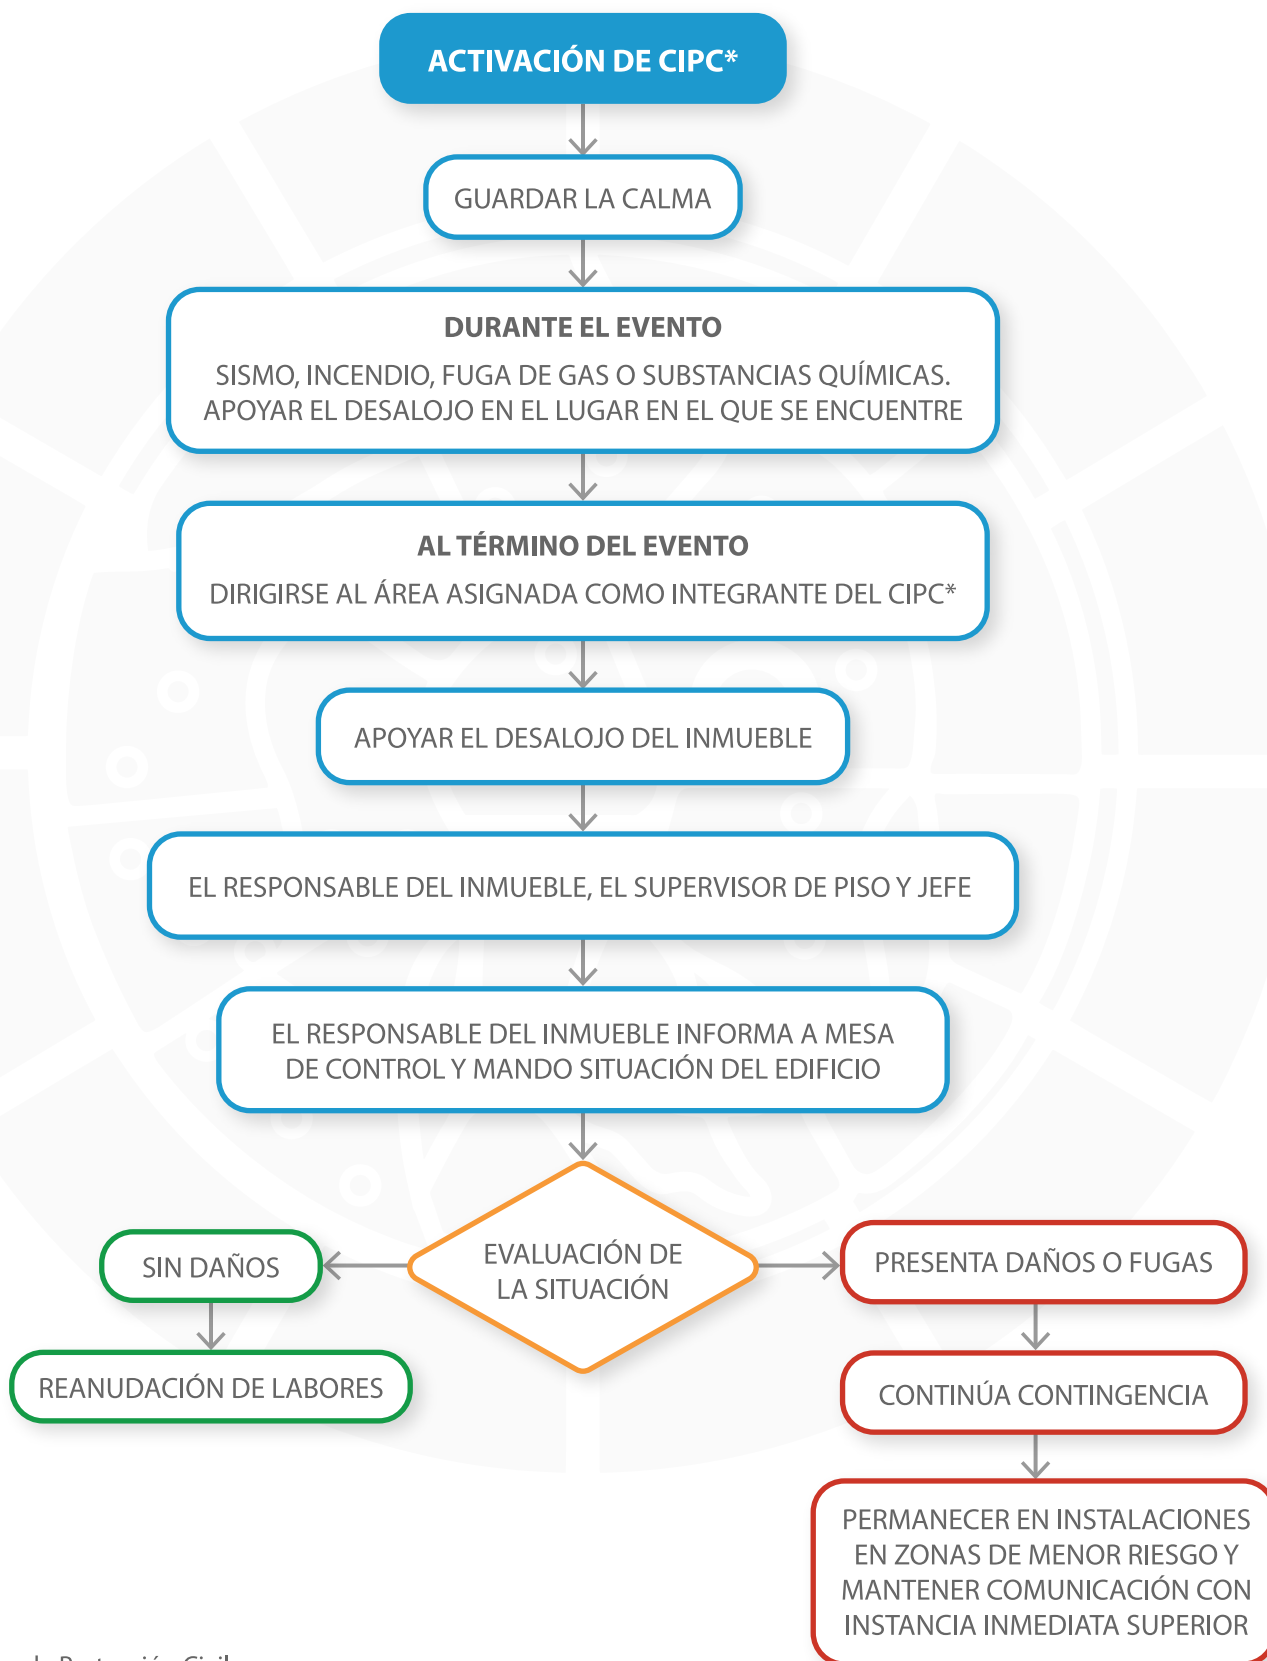 ACTIVACIÓN DE CIPC*
GUARDAR LA CALMA
DURANTE EL EVENTO
SISMO, INCENDIO, FUGA DE GAS O SUBSTANCIAS QUÍMICAS.
APOYAR EL DESALOJO EN EL LUGAR EN EL QUE SE ENCUENTRE
AL TÉRMINO DEL EVENTO
DIRIGIRSE AL ÁREA ASIGNADA COMO INTEGRANTE DEL CIPC*
APOYAR EL DESALOJO DEL INMUEBLE
EL RESPONSABLE DEL INMUEBLE, EL SUPERVISOR DE PISO Y JEFE
EL RESPONSABLE DEL INMUEBLE INFORMA A MESA
DE CONTROL Y MANDO SITUACIÓN DEL EDIFICIO
EVALUACIÓN DE
LA SITUACIÓN
SIN DAÑOS
REANUDACIÓN DE LABORES
PRESENTA DAÑOS O FUGAS
CONTINÚA CONTINGENCIA
PERMANECER EN INSTALACIONES
EN ZONAS DE MENOR RIESGO Y
MANTENER COMUNICACIÓN CON
INSTANCIA INMEDIATA SUPERIOR